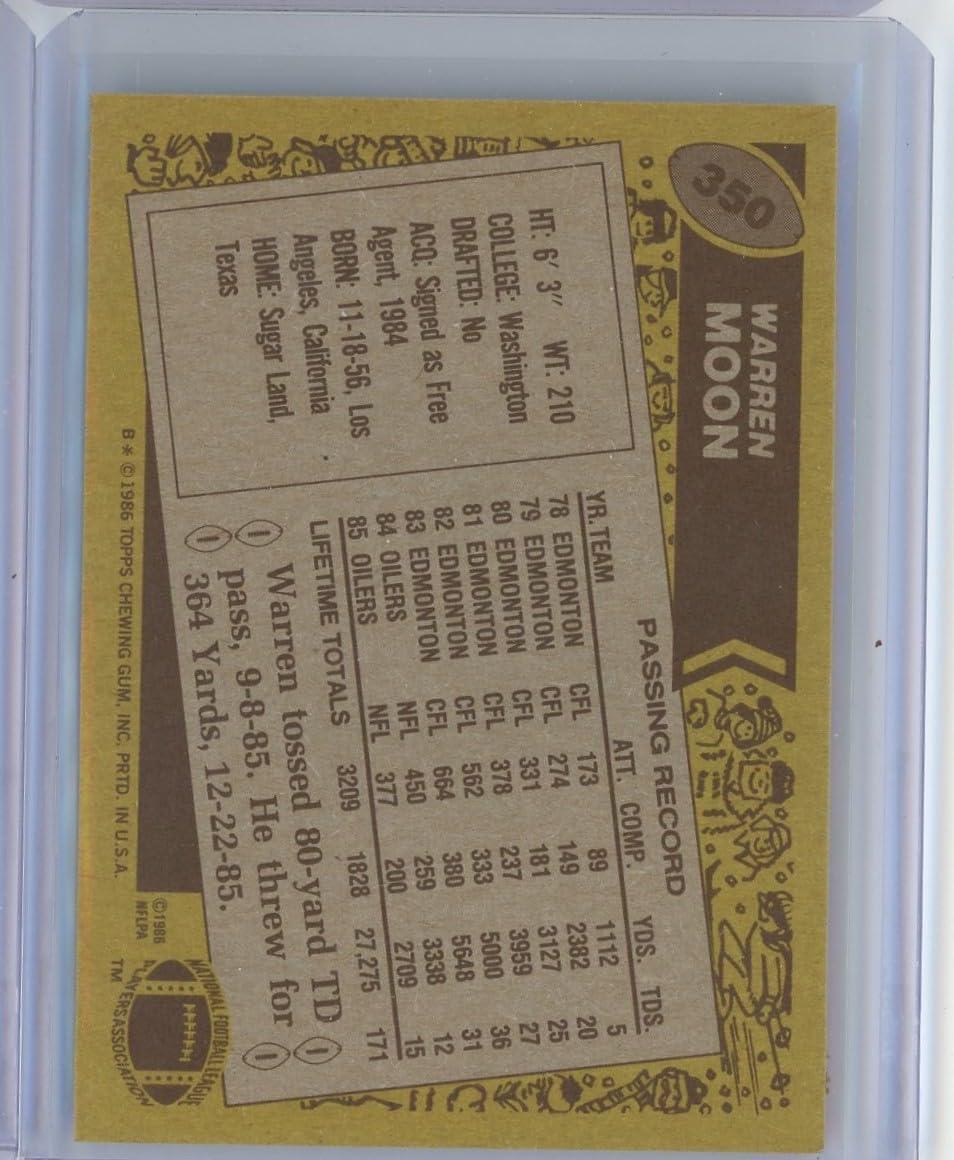 350
WARREN
MOON
HT: 6' 3" WT: 210
COLLEGE: Washington
DRAFTED: No
ACQ: Signed as Free
Agent, 1984
BORN: 11-18-56, Los
Angeles, California
HOME: Sugar Land,
Texas
PASSING RECORD
YR. TEAM ATT. COMP. YDS. TDS.
78 EDMONTON CFL 173 89 1112 5
79 EDMONTON CFL 274 149 2382 20
80 EDMONTON CFL 331 181 3127 25
81 EDMONTON CFL 378 237 3959 27
82 EDMONTON CFL 562 333 5000 36
83 EDMONTON CFL 664 380 5648 31
84 OILERS NFL 450 259 3338 12
85 OILERS NFL 377 200 2709 15
LIFETIME TOTALS 3209 1828 27,275 171
Warren tossed 80-yard TD
pass, 9-8-85. He threw for
364 Yards, 12-22-85.
B* © 1986 TOPPS CHEWING GUM, INC. PRTD. IN U.S.A.
©1986
NFLPA
NATIONAL FOOTBALL LEAGUE
PLAYERS ASSOCIATION
TM